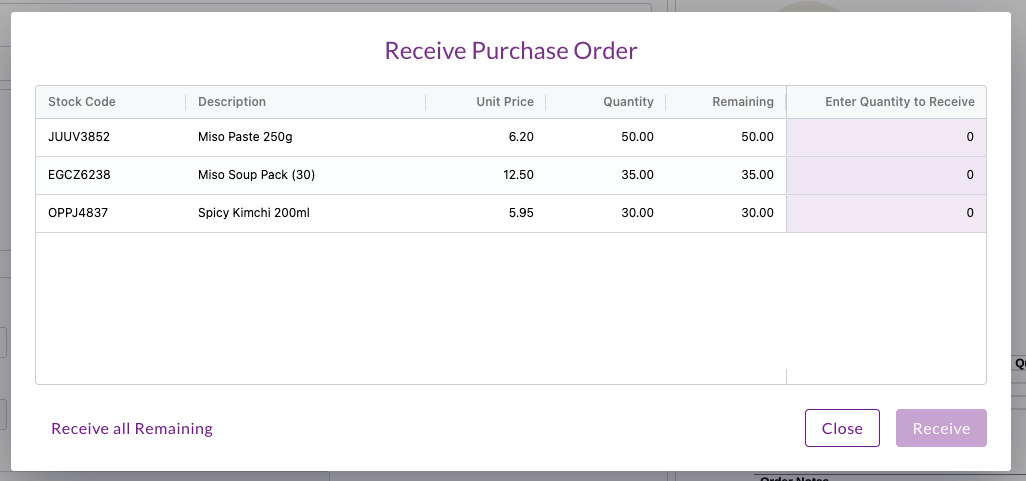 Receive Purchase Order
Stock Code Description Unit Price Quantity Remaining Enter Quantity to Receive
JUUV3852 Miso Paste 250g 6.20 50.00 50.00 0
EGCZ6238 Miso Soup Pack (30) 12.50 35.00 35.00 0
OPPJ4837 Spicy Kimchi 200ml 5.95 30.00 30.00 0
Receive all Remaining Close Receive